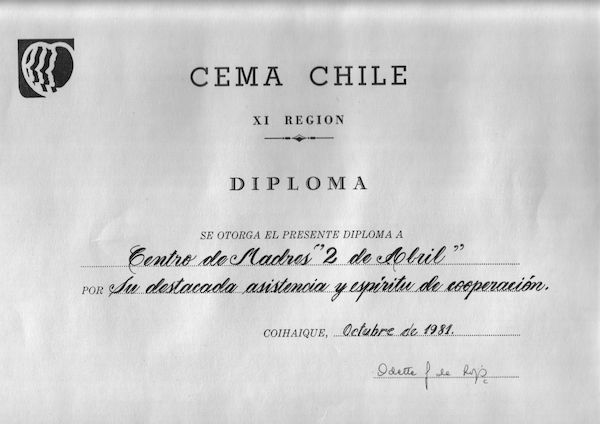 CEMA CHILE
XI REGION
DIPLOMA
SE OTORGA EL PRESENTE DIPLOMA A
Centro de Madres "2 de Abril"
POR Su destacada asistencia y espíritu de cooperación.
COIHAIQUE, Octubre de 1981.
Odette de